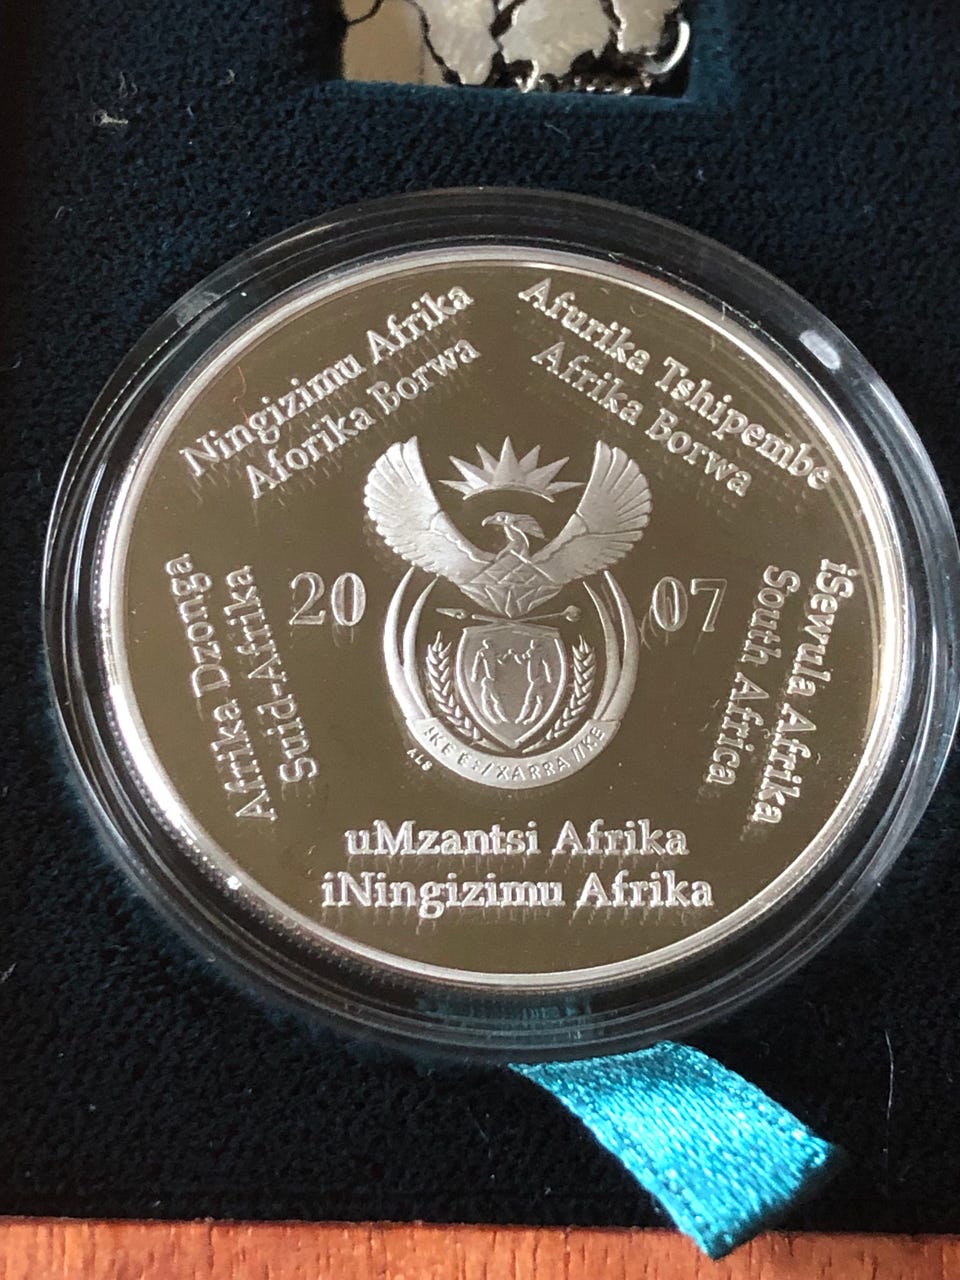 Ningizimu Afrika
Aforika Borwa
Afurika Tshipembe
Afrika Borwa
20 07
iSewula Afrika
South Africa
Afrika Dzonga
Suid-Afrika
!KE E:/XARRA//KE
ALS
uMzantsi Afrika
iNingizimu Afrika